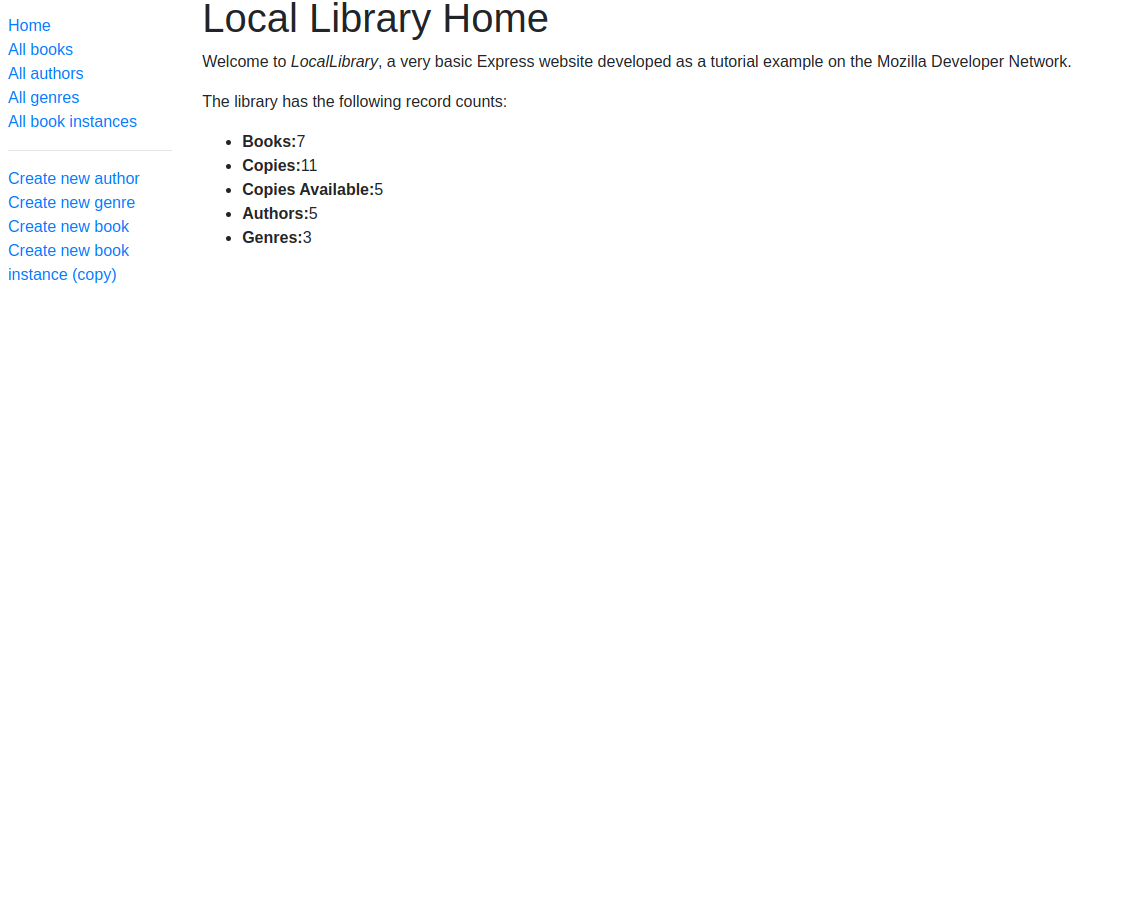 Home
All books
All authors
All genres
All book instances
Create new author
Create new genre
Create new book
Create new book
instance (copy)
Local Library Home
Welcome to LocalLibrary, a very basic Express website developed as a tutorial example on the Mozilla Developer Network.
The library has the following record counts:
Books:7
Copies:11
Copies Available:5
Authors:5
Genres:3